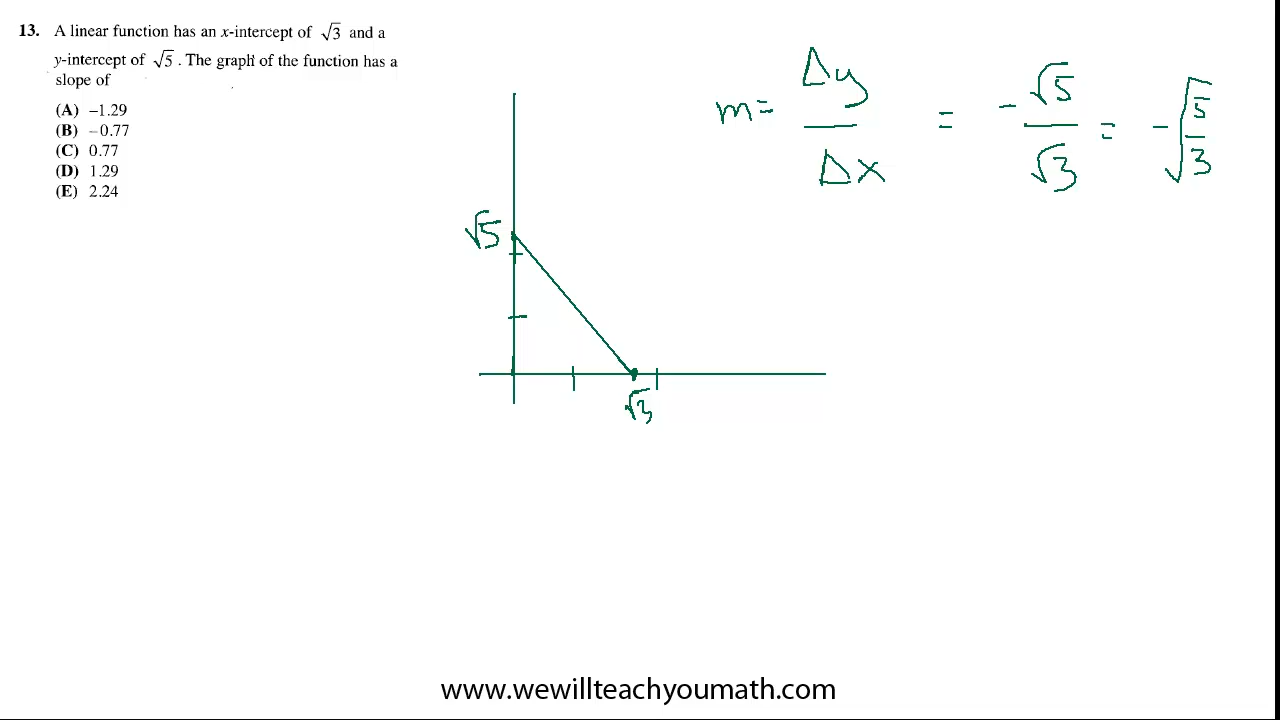 13. A linear function has an x-intercept of √3 and a
y-intercept of √5 . The graph of the function has a
slope of
(A) −1.29
(B) −0.77
(C) 0.77
(D) 1.29
(E) 2.24
m = Δy / Δx = - √5 / √3 = - √(5/3)
√5
√3
www.wewillteachyoumath.com